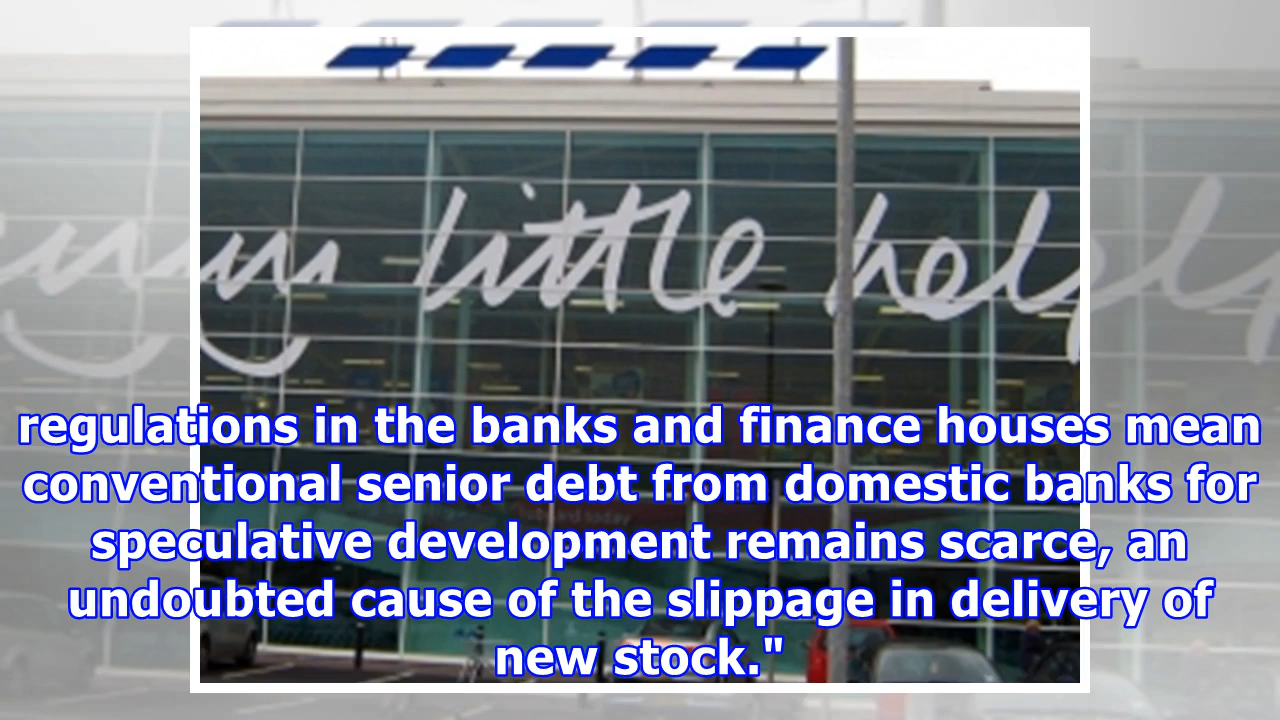 little help
regulations in the banks and finance houses mean
conventional senior debt from domestic banks for
speculative development remains scarce, an
undoubted cause of the slippage in delivery of
new stock."